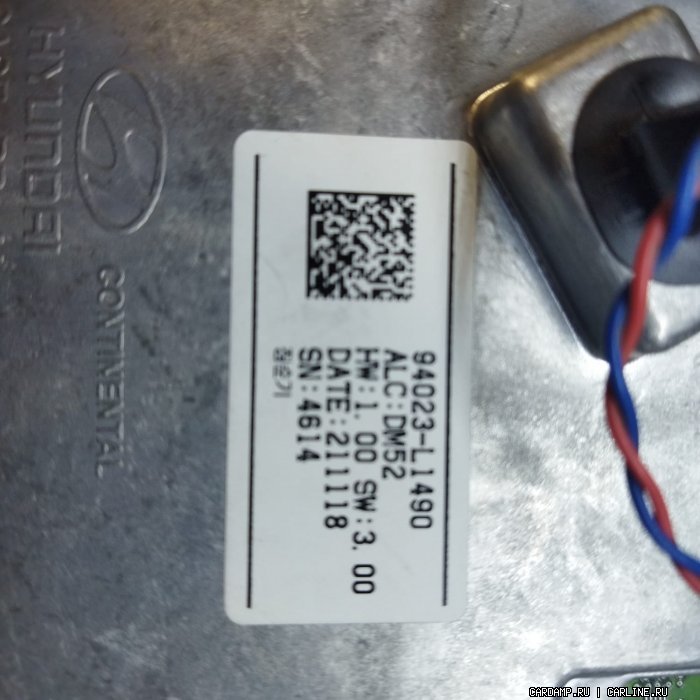 94023-L1490
ALC:DM52
HW:1.00 SW:3.00
DATE:211118
SN:4614
HYUNDAI
CONTINENTAL
CARDAMP.RU | CARLINE.RU